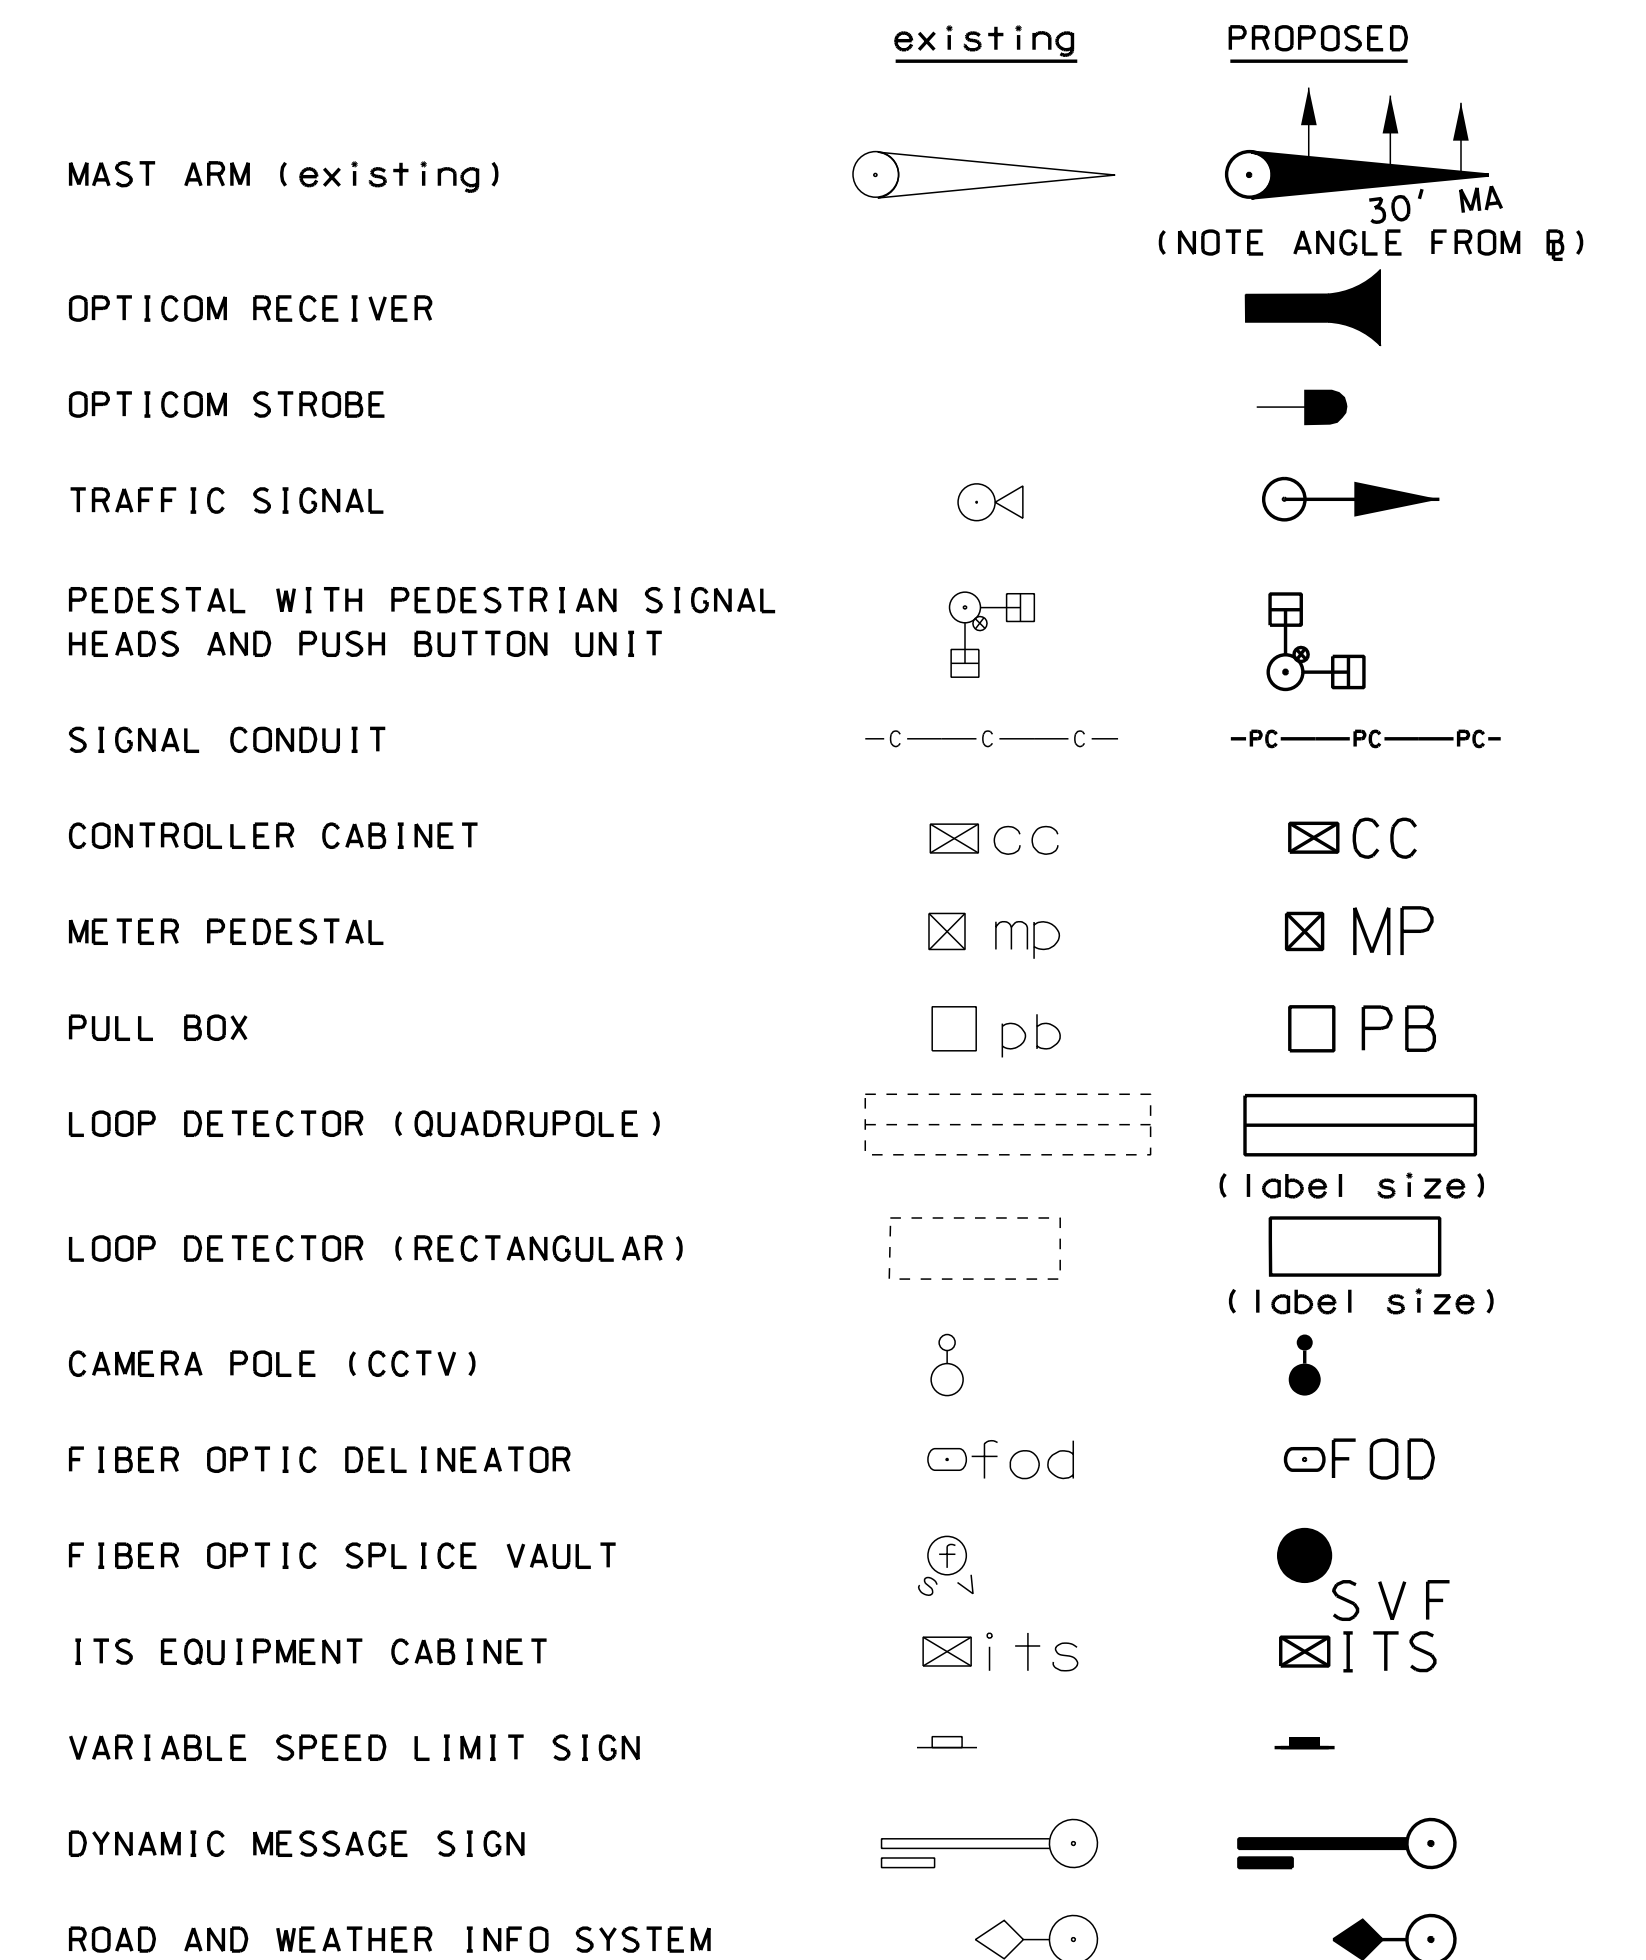 existing PROPOSED
MAST ARM (existing)
30' MA
(NOTE ANGLE FROM BL)
OPTICOM RECEIVER
OPTICOM STROBE
TRAFFIC SIGNAL
PEDESTAL WITH PEDESTRIAN SIGNAL
HEADS AND PUSH BUTTON UNIT
SIGNAL CONDUIT C C C PC PC PC
CONTROLLER CABINET cc CC
METER PEDESTAL mp MP
PULL BOX pb PB
LOOP DETECTOR (QUADRUPOLE)
(label size)
LOOP DETECTOR (RECTANGULAR)
(label size)
CAMERA POLE (CCTV)
FIBER OPTIC DELINEATOR fod FOD
FIBER OPTIC SPLICE VAULT f
s v SVF
ITS EQUIPMENT CABINET its ITS
VARIABLE SPEED LIMIT SIGN
DYNAMIC MESSAGE SIGN
ROAD AND WEATHER INFO SYSTEM